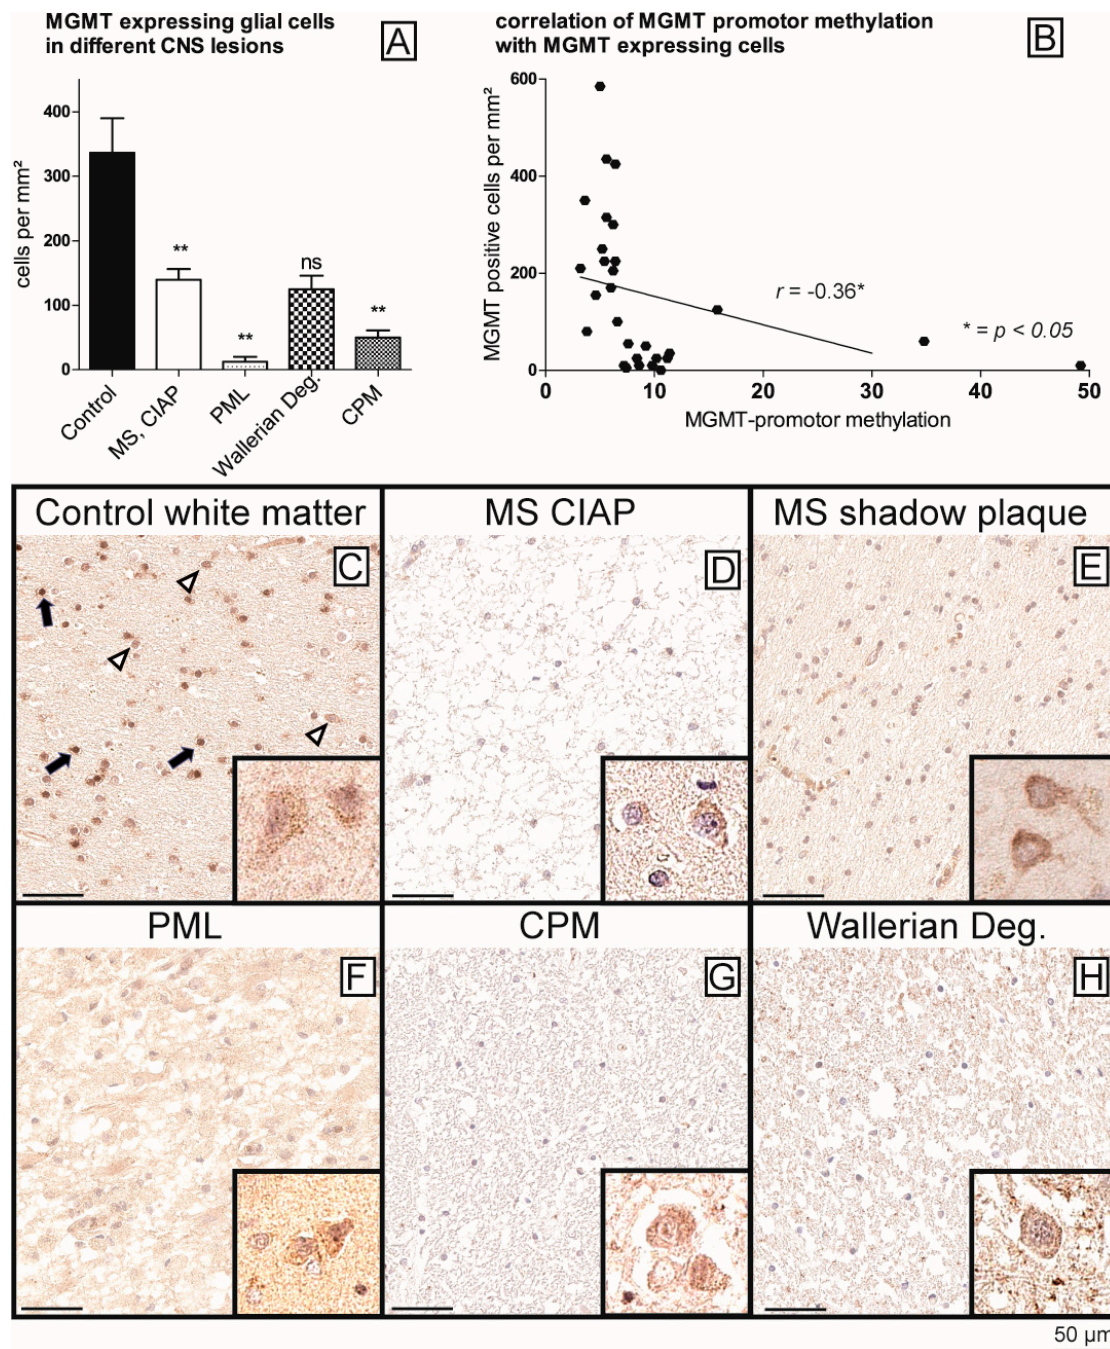 MGMT expressing glial cells
in different CNS lesions
A
cells per mm²
400
300
200
100
0
**
**
ns
**
Control
MS, CIAP
PML
Wallerian Deg.
CPM
correlation of MGMT promotor methylation
with MGMT expressing cells
B
MGMT positive cells per mm²
600
400
200
0
r = -0.36*
* = p < 0.05
0 10 20 30 40 50
MGMT-promotor methylation
Control white matter
C
MS CIAP
D
MS shadow plaque
E
PML
F
CPM
G
Wallerian Deg.
H
50 µm